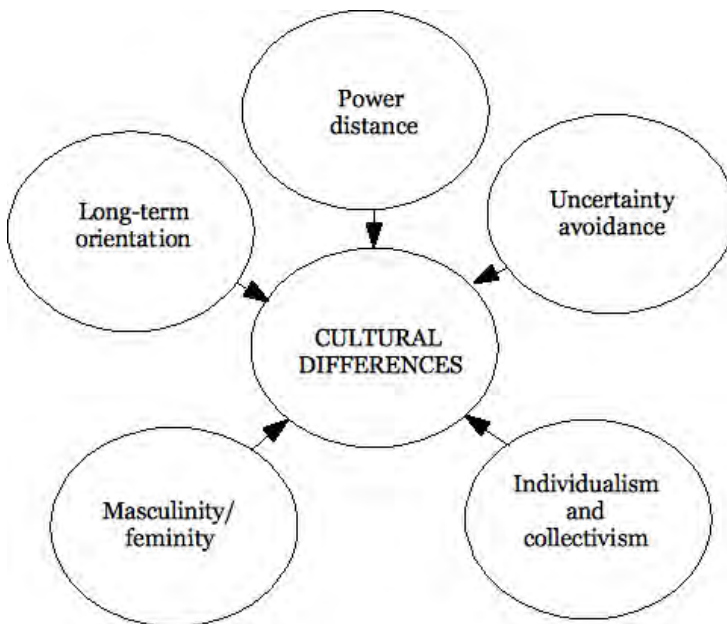 Power
distance
Long-term
orientation
Uncertainty
avoidance
CULTURAL
DIFFERENCES
Masculinity/
feminity
Individualism
and
collectivism